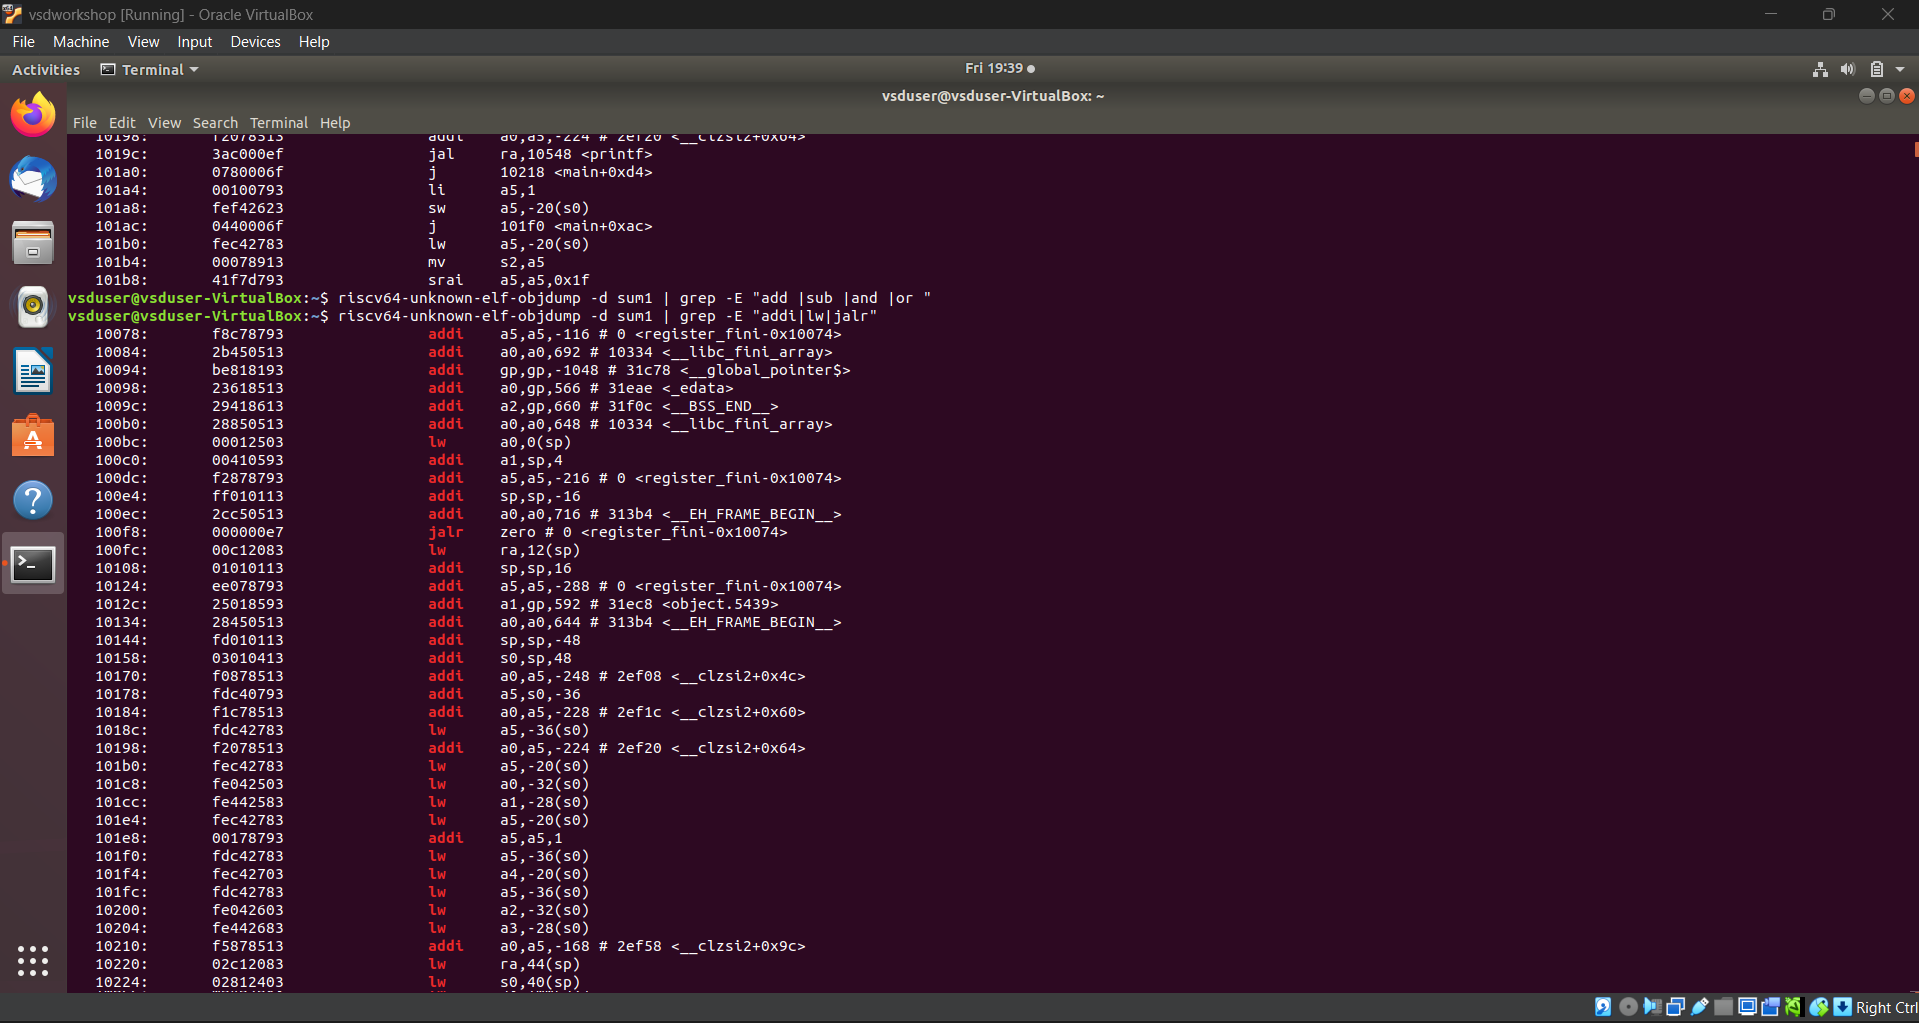 vsdworkshop [Running] - Oracle VirtualBox
File Machine View Input Devices Help
Activities Terminal Fri 19:39
vsduser@vsduser-VirtualBox: ~
File Edit View Search Terminal Help
10198: f2078513 addi a0,a5,-224 # 2ef20 <__clzsi2+0x64>
1019c: 3ac000ef jal ra,10548 <printf>
101a0: 0780006f j 10218 <main+0xd4>
101a4: 00100793 li a5,1
101a8: fef42623 sw a5,-20(s0)
101ac: 0440006f j 101f0 <main+0xac>
101b0: fec42783 lw a5,-20(s0)
101b4: 00078913 mv s2,a5
101b8: 41f7d793 srai a5,a5,0x1f
vsduser@vsduser-VirtualBox:~$ riscv64-unknown-elf-objdump -d sum1 | grep -E "add |sub |and |or "
vsduser@vsduser-VirtualBox:~$ riscv64-unknown-elf-objdump -d sum1 | grep -E "addi|lw|jalr"
10078: f8c78793 addi a5,a5,-116 # 0 <register_fini-0x10074>
10084: 2b450513 addi a0,a0,692 # 10334 <__libc_fini_array>
10094: be818193 addi gp,gp,-1048 # 31c78 <__global_pointer$>
10098: 23618513 addi a0,gp,566 # 31eae <_edata>
1009c: 29418613 addi a2,gp,660 # 31f0c <__BSS_END__>
100b0: 28850513 addi a0,a0,648 # 10334 <__libc_fini_array>
100bc: 00012503 lw a0,0(sp)
100c0: 00410593 addi a1,sp,4
100dc: f2878793 addi a5,a5,-216 # 0 <register_fini-0x10074>
100e4: ff010113 addi sp,sp,-16
100ec: 2cc50513 addi a0,a0,716 # 313b4 <__EH_FRAME_BEGIN__>
100f8: 000000e7 jalr zero # 0 <register_fini-0x10074>
100fc: 00c12083 lw ra,12(sp)
10108: 01010113 addi sp,sp,16
10124: ee078793 addi a5,a5,-288 # 0 <register_fini-0x10074>
1012c: 25018593 addi a1,gp,592 # 31ec8 <object.5439>
10134: 28450513 addi a0,a0,644 # 313b4 <__EH_FRAME_BEGIN__>
10144: fd010113 addi sp,sp,-48
10158: 03010413 addi s0,sp,48
10170: f0878513 addi a0,a5,-248 # 2ef08 <__clzsi2+0x4c>
10178: fdc40793 addi a5,s0,-36
10184: f1c78513 addi a0,a5,-228 # 2ef1c <__clzsi2+0x60>
1018c: fdc42783 lw a5,-36(s0)
10198: f2078513 addi a0,a5,-224 # 2ef20 <__clzsi2+0x64>
101b0: fec42783 lw a5,-20(s0)
101c8: fe042503 lw a0,-32(s0)
101cc: fe442583 lw a1,-28(s0)
101e4: fec42783 lw a5,-20(s0)
101e8: 00178793 addi a5,a5,1
101f0: fdc42783 lw a5,-36(s0)
101f4: fec42703 lw a4,-20(s0)
101fc: fdc42783 lw a5,-36(s0)
10200: fe042603 lw a2,-32(s0)
10204: fe442683 lw a3,-28(s0)
10210: f5878513 addi a0,a5,-168 # 2ef58 <__clzsi2+0x9c>
10220: 02c12083 lw ra,44(sp)
10224: 02812403 lw s0,40(sp)
Right Ctrl